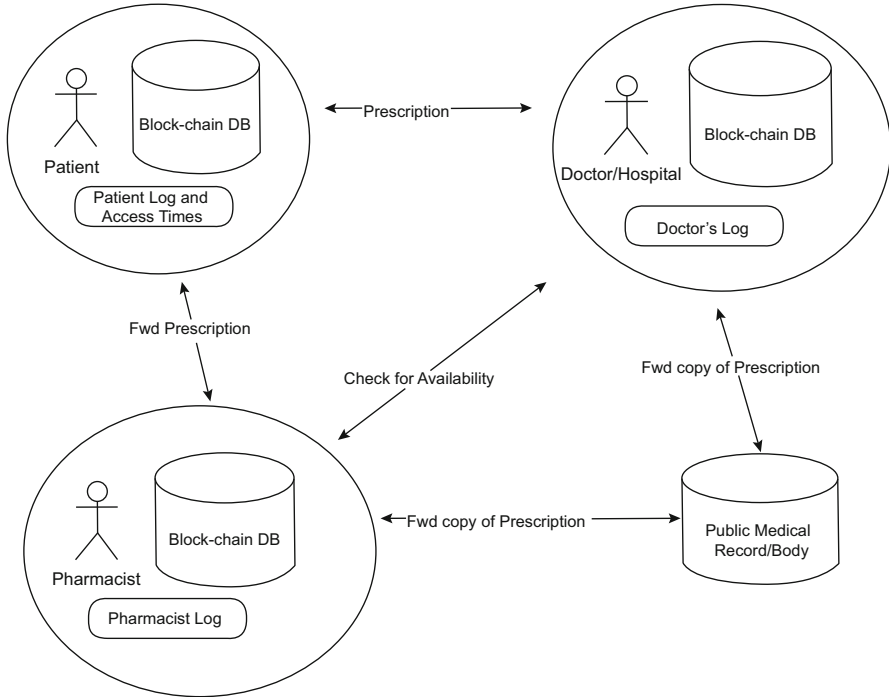 Block-chain DB
Patient
Patient Log and
Access Times
Prescription
Block-chain DB
Doctor/Hospital
Doctor's Log
Fwd Prescription
Check for Availability
Fwd copy of Prescription
Block-chain DB
Pharmacist
Pharmacist Log
Fwd copy of Prescription
Public Medical
Record/Body